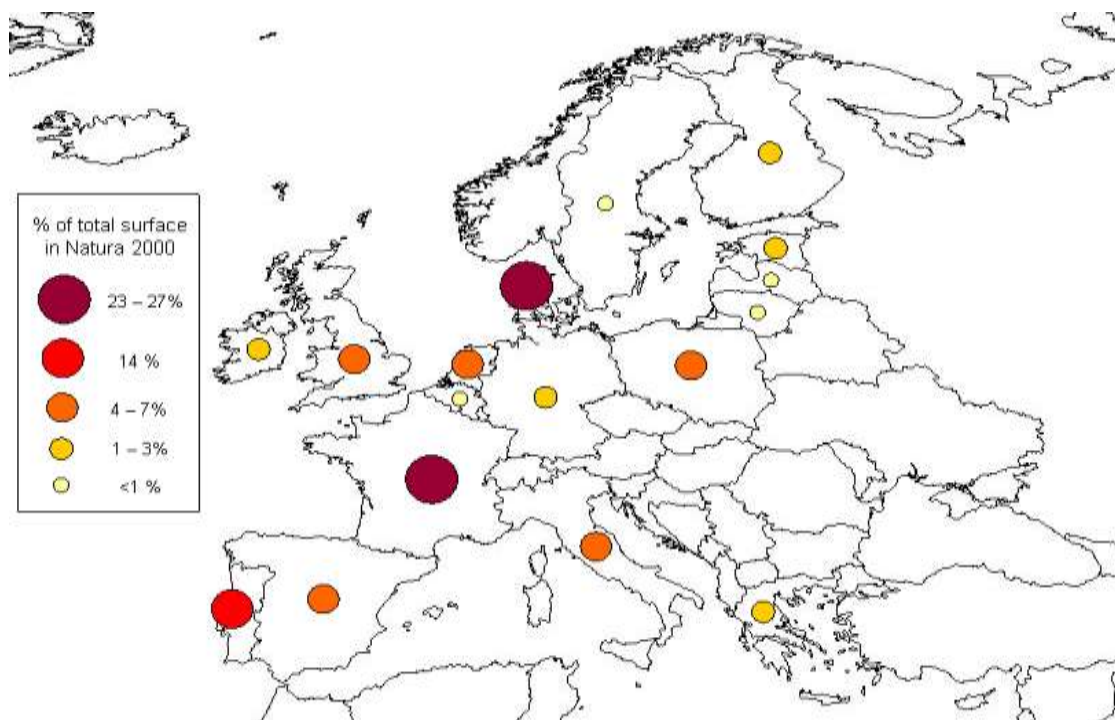 % of total surface
in Natura 2000
23 – 27%
14 %
4 – 7%
1 – 3%
<1 %